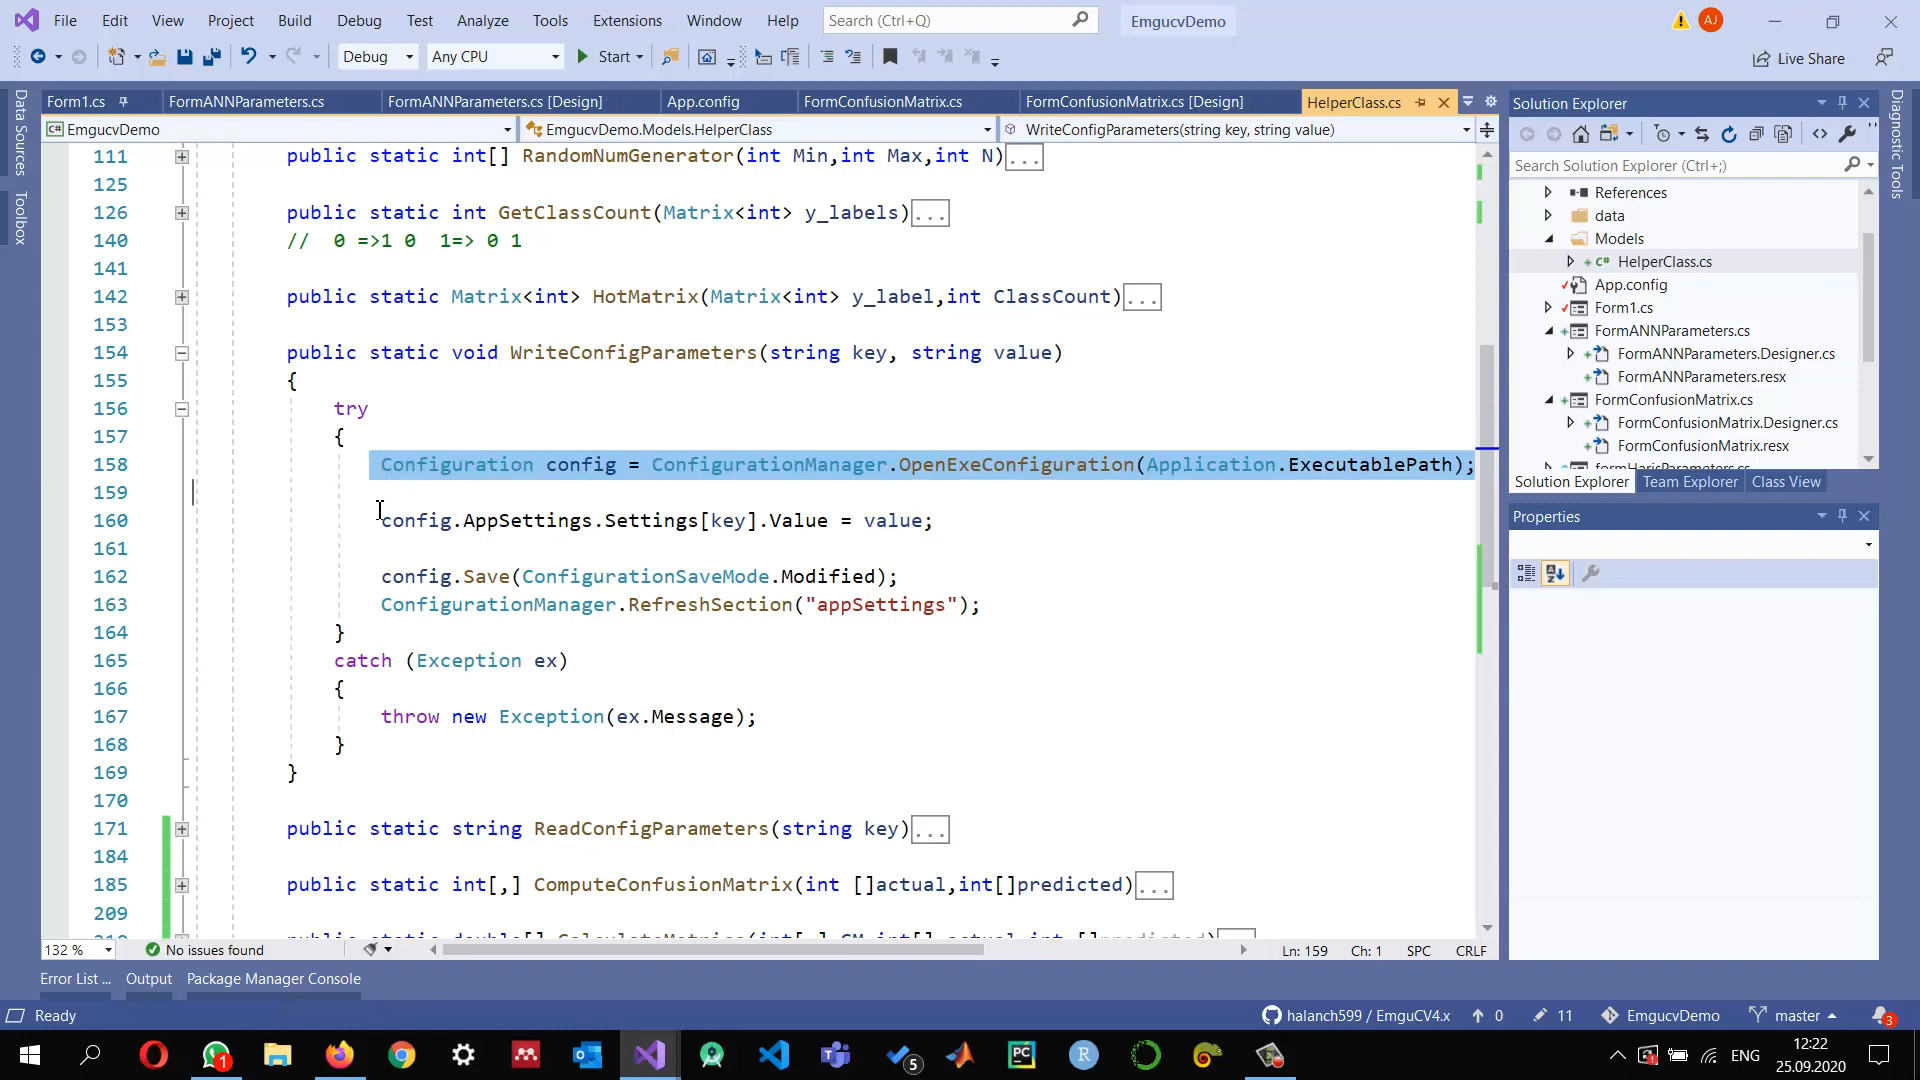 File Edit View Project Build Debug Test Analyze Tools Extensions Window Help Search (Ctrl+Q) EmgucvDemo AJ
Debug Any CPU Start Live Share
Form1.cs FormANNParameters.cs FormANNParameters.cs [Design] App.config FormConfusionMatrix.cs FormConfusionMatrix.cs [Design] HelperClass.cs
EmgucvDemo EmgucvDemo.Models.HelperClass WriteConfigParameters(string key, string value)
Data Sources
Toolbox
111 public static int[] RandomNumGenerator(int Min,int Max,int N)...
125
126 public static int GetClassCount(Matrix<int> y_labels)...
140 // 0 =>1 0 1=> 0 1
141
142 public static Matrix<int> HotMatrix(Matrix<int> y_label,int ClassCount)...
153
154 public static void WriteConfigParameters(string key, string value)
155 {
156 try
157 {
158 Configuration config = ConfigurationManager.OpenExeConfiguration(Application.ExecutablePath);
159
160 config.AppSettings.Settings[key].Value = value;
161
162 config.Save(ConfigurationSaveMode.Modified);
163 ConfigurationManager.RefreshSection("appSettings");
164 }
165 catch (Exception ex)
166 {
167 throw new Exception(ex.Message);
168 }
169 }
170
171 public static string ReadConfigParameters(string key)...
184
185 public static int[,] ComputeConfusionMatrix(int []actual,int[]predicted)...
209
132 % No issues found Ln: 159 Ch: 1 SPC CRLF
Solution Explorer
Search Solution Explorer (Ctrl+;)
References
data
Models
HelperClass.cs
App.config
Form1.cs
FormANNParameters.cs
FormANNParameters.Designer.cs
FormANNParameters.resx
FormConfusionMatrix.cs
FormConfusionMatrix.Designer.cs
FormConfusionMatrix.resx
Solution Explorer Team Explorer Class View
Properties
Diagnostic Tools
Error List ... Output Package Manager Console
Ready halanch599 / EmguCV4.x 0 11 EmgucvDemo master 3
1 5 PC R ENG 12:22
25.09.2020